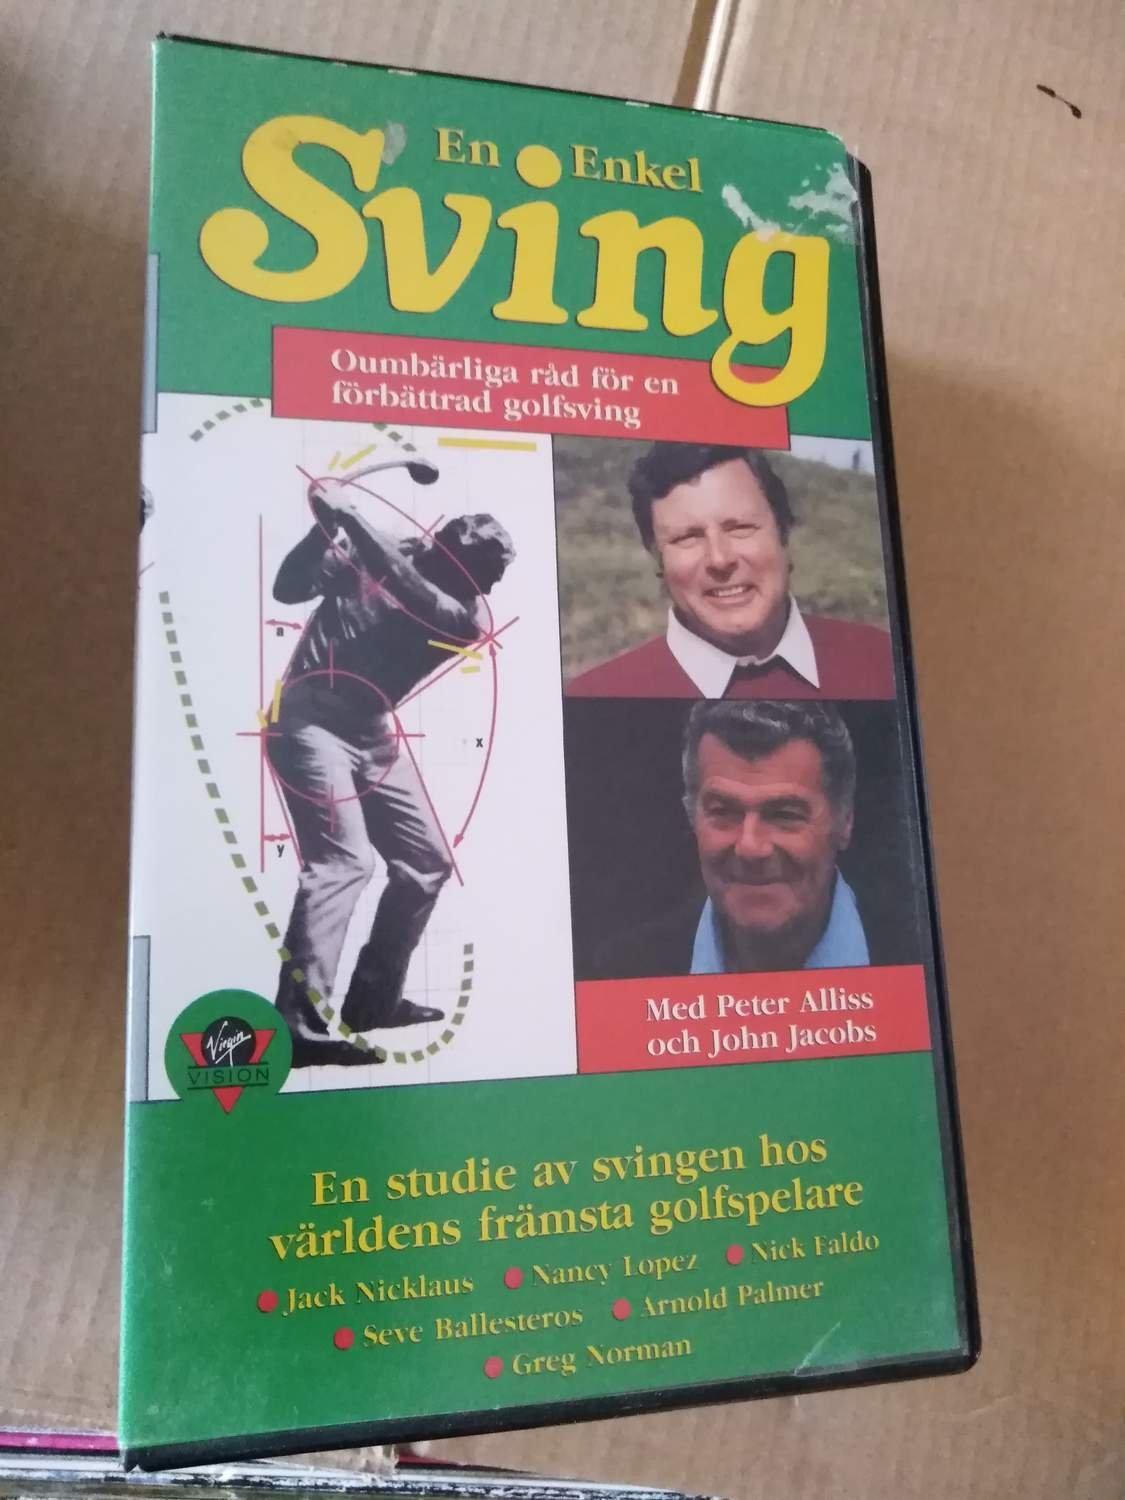 En Enkel
Sving
Oumbärliga råd för en
förbättrad golfsving
a
x
y
Med Peter Alliss
och John Jacobs
Virgin
VISION
En studie av svingen hos
världens främsta golfspelare
Jack Nicklaus Nancy Lopez Nick Faldo
Seve Ballesteros Arnold Palmer
Greg Norman